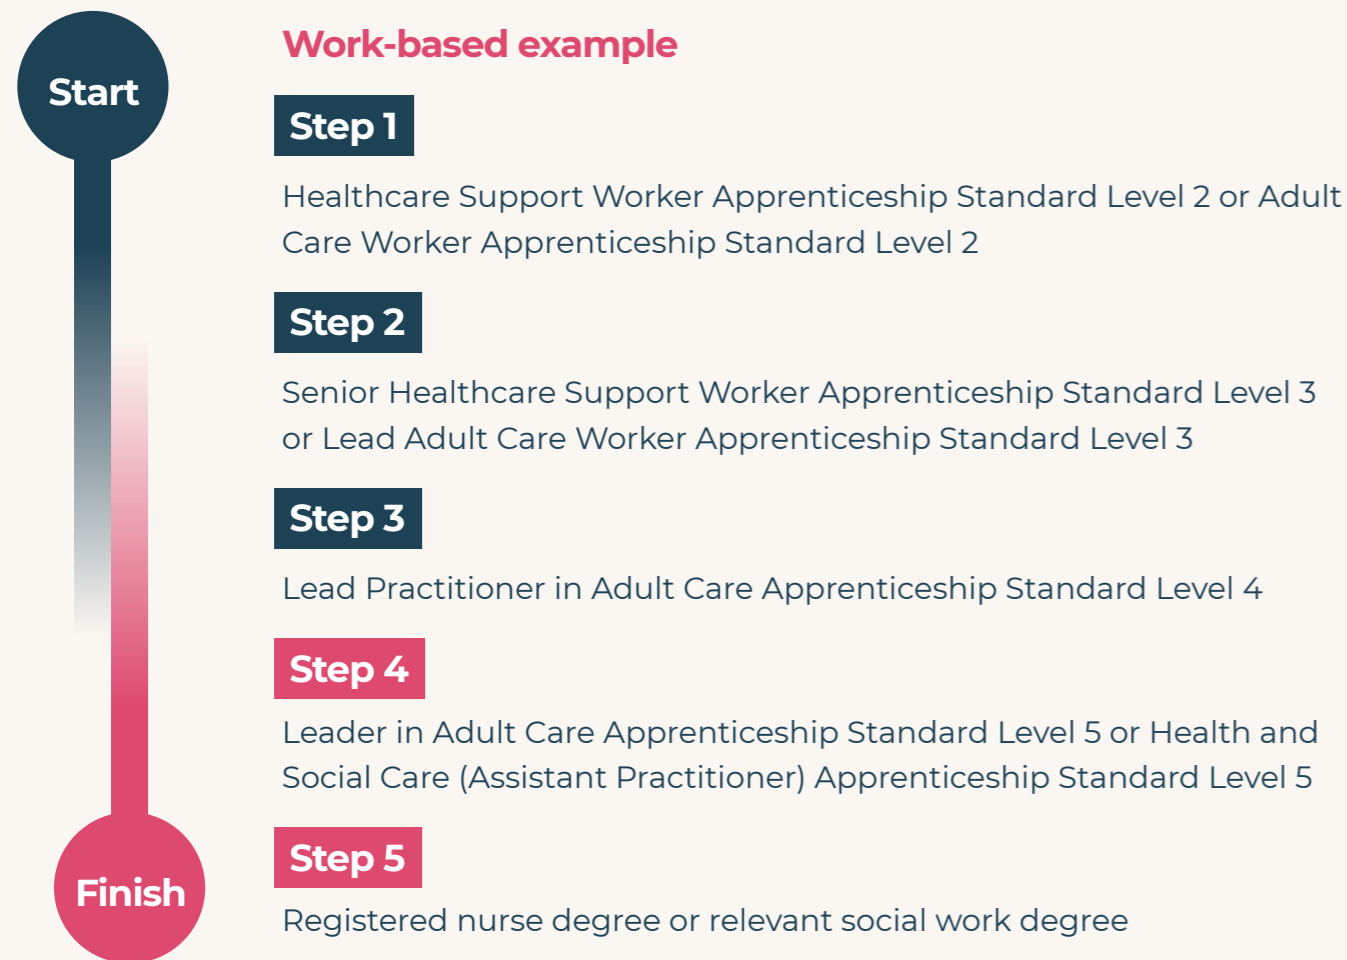 Start
Work-based example
Step 1
Healthcare Support Worker Apprenticeship Standard Level 2 or Adult
Care Worker Apprenticeship Standard Level 2
Step 2
Senior Healthcare Support Worker Apprenticeship Standard Level 3
or Lead Adult Care Worker Apprenticeship Standard Level 3
Step 3
Lead Practitioner in Adult Care Apprenticeship Standard Level 4
Step 4
Leader in Adult Care Apprenticeship Standard Level 5 or Health and
Social Care (Assistant Practitioner) Apprenticeship Standard Level 5
Step 5
Registered nurse degree or relevant social work degree
Finish